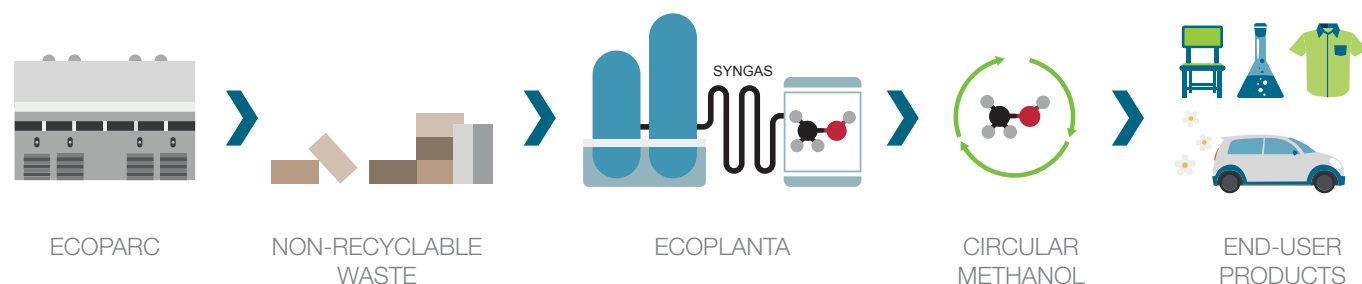 SYNGAS
ECOPARC
NON-RECYCLABLE
WASTE
ECOPLANTA
CIRCULAR
METHANOL
END-USER
PRODUCTS